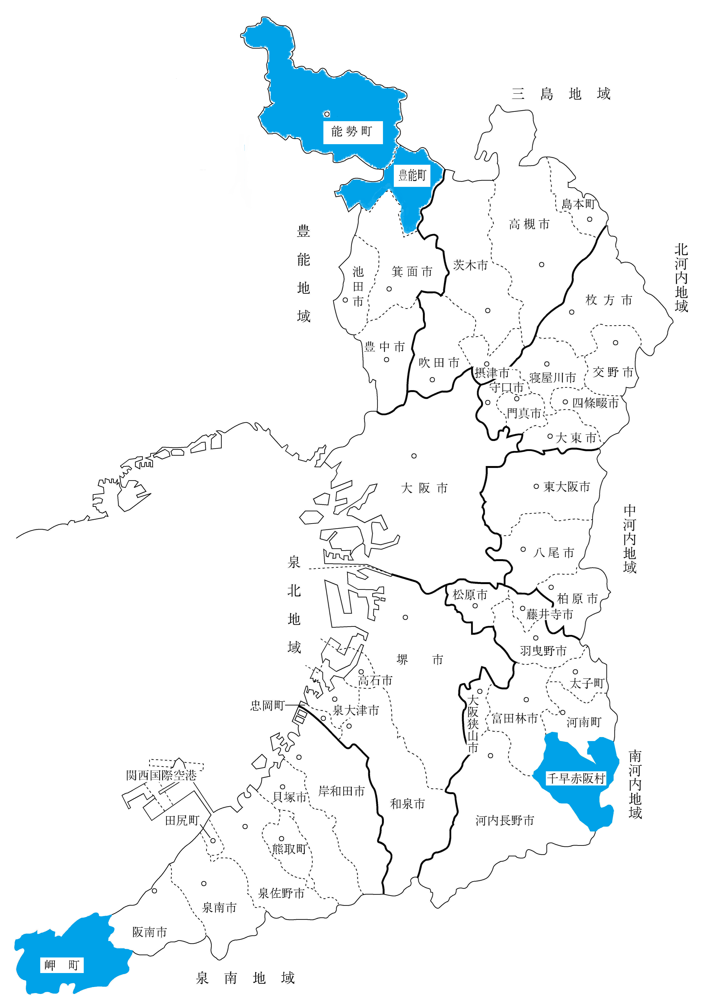 三島地域
能勢町
豊能町
島本町
高槻市
豊能地域
北河内地域
茨木市
池田市
箕面市
枚方市
豊中市
吹田市
摂津市
寝屋川市
交野市
守口市
四條畷市
門真市
大東市
大阪市
東大阪市
中河内地域
八尾市
泉北地域
松原市
柏原市
藤井寺市
羽曳野市
堺市
高石市
太子町
忠岡町
泉大津市
大阪狭山市
富田林市
河南町
南河内地域
関西国際空港
千早赤阪村
岸和田市
貝塚市
和泉市
田尻町
河内長野市
熊取町
泉佐野市
泉南市
阪南市
岬町
泉南地域